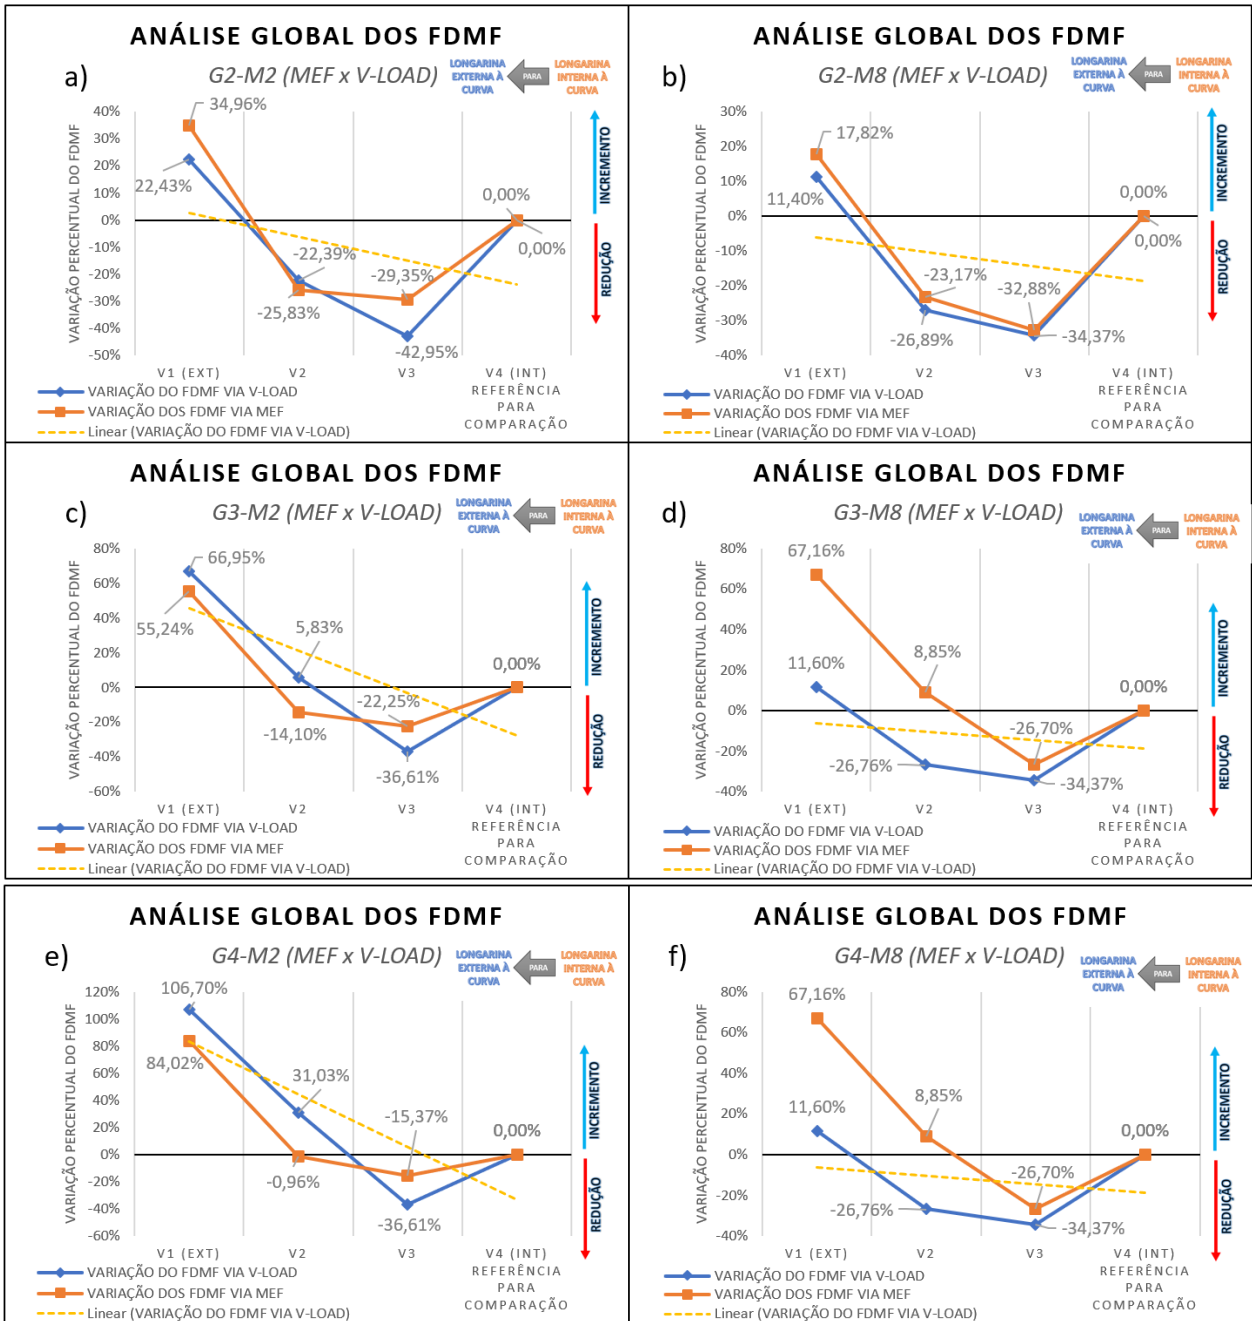 ANÁLISE GLOBAL DOS FDMF
a)
G2-M2 (MEF x V-LOAD)
LONGARINA EXTERNA À CURVA
PARA
LONGARINA INTERNA À CURVA
VARIAÇÃO PERCENTUAL DO FDMF
40%
30%
20%
10%
0%
-10%
-20%
-30%
-40%
-50%
34,96%
22,43%
-22,39%
-25,83%
-29,35%
-42,95%
0,00%
0,00%
INCREMENTO
REDUÇÃO
V1 (EXT)
V2
V3
V4 (INT)
REFERÊNCIA
PARA
COMPARAÇÃO
VARIAÇÃO DO FDMF VIA V-LOAD
VARIAÇÃO DOS FDMF VIA MEF
Linear (VARIAÇÃO DO FDMF VIA V-LOAD)
ANÁLISE GLOBAL DOS FDMF
b)
G2-M8 (MEF x V-LOAD)
LONGARINA EXTERNA À CURVA
PARA
LONGARINA INTERNA À CURVA
VARIAÇÃO PERCENTUAL DO FDMF
30%
20%
10%
0%
-10%
-20%
-30%
-40%
17,82%
11,40%
-23,17%
-26,89%
-32,88%
-34,37%
0,00%
0,00%
INCREMENTO
REDUÇÃO
V1 (EXT)
V2
V3
V4 (INT)
REFERÊNCIA
PARA
COMPARAÇÃO
VARIAÇÃO DO FDMF VIA V-LOAD
VARIAÇÃO DOS FDMF VIA MEF
Linear (VARIAÇÃO DO FDMF VIA V-LOAD)
ANÁLISE GLOBAL DOS FDMF
c)
G3-M2 (MEF x V-LOAD)
LONGARINA EXTERNA À CURVA
PARA
LONGARINA INTERNA À CURVA
VARIAÇÃO PERCENTUAL DO FDMF
80%
60%
40%
20%
0%
-20%
-40%
-60%
66,95%
55,24%
5,83%
-14,10%
-22,25%
-36,61%
0,00%
INCREMENTO
REDUÇÃO
V1 (EXT)
V2
V3
V4 (INT)
REFERÊNCIA
PARA
COMPARAÇÃO
VARIAÇÃO DO FDMF VIA V-LOAD
VARIAÇÃO DOS FDMF VIA MEF
Linear (VARIAÇÃO DO FDMF VIA V-LOAD)
ANÁLISE GLOBAL DOS FDMF
d)
G3-M8 (MEF x V-LOAD)
LONGARINA EXTERNA À CURVA
PARA
LONGARINA INTERNA À CURVA
VARIAÇÃO PERCENTUAL DO FDMF
80%
60%
40%
20%
0%
-20%
-40%
67,16%
11,60%
8,85%
-26,76%
-26,70%
-34,37%
0,00%
INCREMENTO
REDUÇÃO
V1 (EXT)
V2
V3
V4 (INT)
REFERÊNCIA
PARA
COMPARAÇÃO
VARIAÇÃO DO FDMF VIA V-LOAD
VARIAÇÃO DOS FDMF VIA MEF
Linear (VARIAÇÃO DO FDMF VIA V-LOAD)
ANÁLISE GLOBAL DOS FDMF
e)
G4-M2 (MEF x V-LOAD)
LONGARINA EXTERNA À CURVA
PARA
LONGARINA INTERNA À CURVA
VARIAÇÃO PERCENTUAL DO FDMF
120%
100%
80%
60%
40%
20%
0%
-20%
-40%
-60%
106,70%
84,02%
31,03%
-0,96%
-15,37%
-36,61%
0,00%
INCREMENTO
REDUÇÃO
V1 (EXT)
V2
V3
V4 (INT)
REFERÊNCIA
PARA
COMPARAÇÃO
VARIAÇÃO DO FDMF VIA V-LOAD
VARIAÇÃO DOS FDMF VIA MEF
Linear (VARIAÇÃO DO FDMF VIA V-LOAD)
ANÁLISE GLOBAL DOS FDMF
f)
G4-M8 (MEF x V-LOAD)
LONGARINA EXTERNA À CURVA
PARA
LONGARINA INTERNA À CURVA
VARIAÇÃO PERCENTUAL DO FDMF
80%
60%
40%
20%
0%
-20%
-40%
67,16%
11,60%
8,85%
-26,76%
-26,70%
-34,37%
0,00%
INCREMENTO
REDUÇÃO
V1 (EXT)
V2
V3
V4 (INT)
REFERÊNCIA
PARA
COMPARAÇÃO
VARIAÇÃO DO FDMF VIA V-LOAD
VARIAÇÃO DOS FDMF VIA MEF
Linear (VARIAÇÃO DO FDMF VIA V-LOAD)